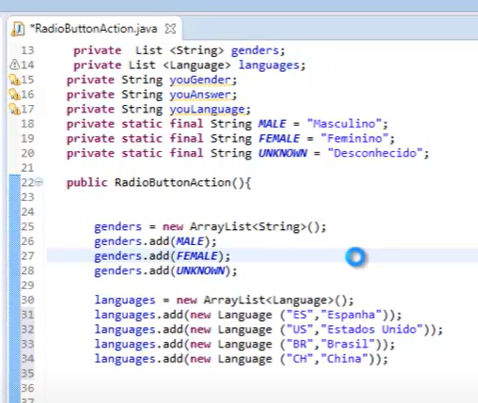 *RadioButtonAction.java
13 private List <String> genders;
14 private List <Language> languages;
15 private String youGender;
16 private String youAnswer;
17 private String youLanguage;
18 private static final String MALE = "Masculino";
19 private static final String FEMALE = "Feminino";
20 private static final String UNKNOWN = "Desconhecido";
21
22 public RadioButtonAction(){
23
24
25 genders = new ArrayList<String>();
26 genders.add(MALE);
27 genders.add(FEMALE);
28 genders.add(UNKNOWN);
29
30 languages = new ArrayList<Language>();
31 languages.add(new Language ("ES","Espanha"));
32 languages.add(new Language ("US","Estados Unido"));
33 languages.add(new Language ("BR","Brasil"));
34 languages.add(new Language ("CH","China"));
35
36
37